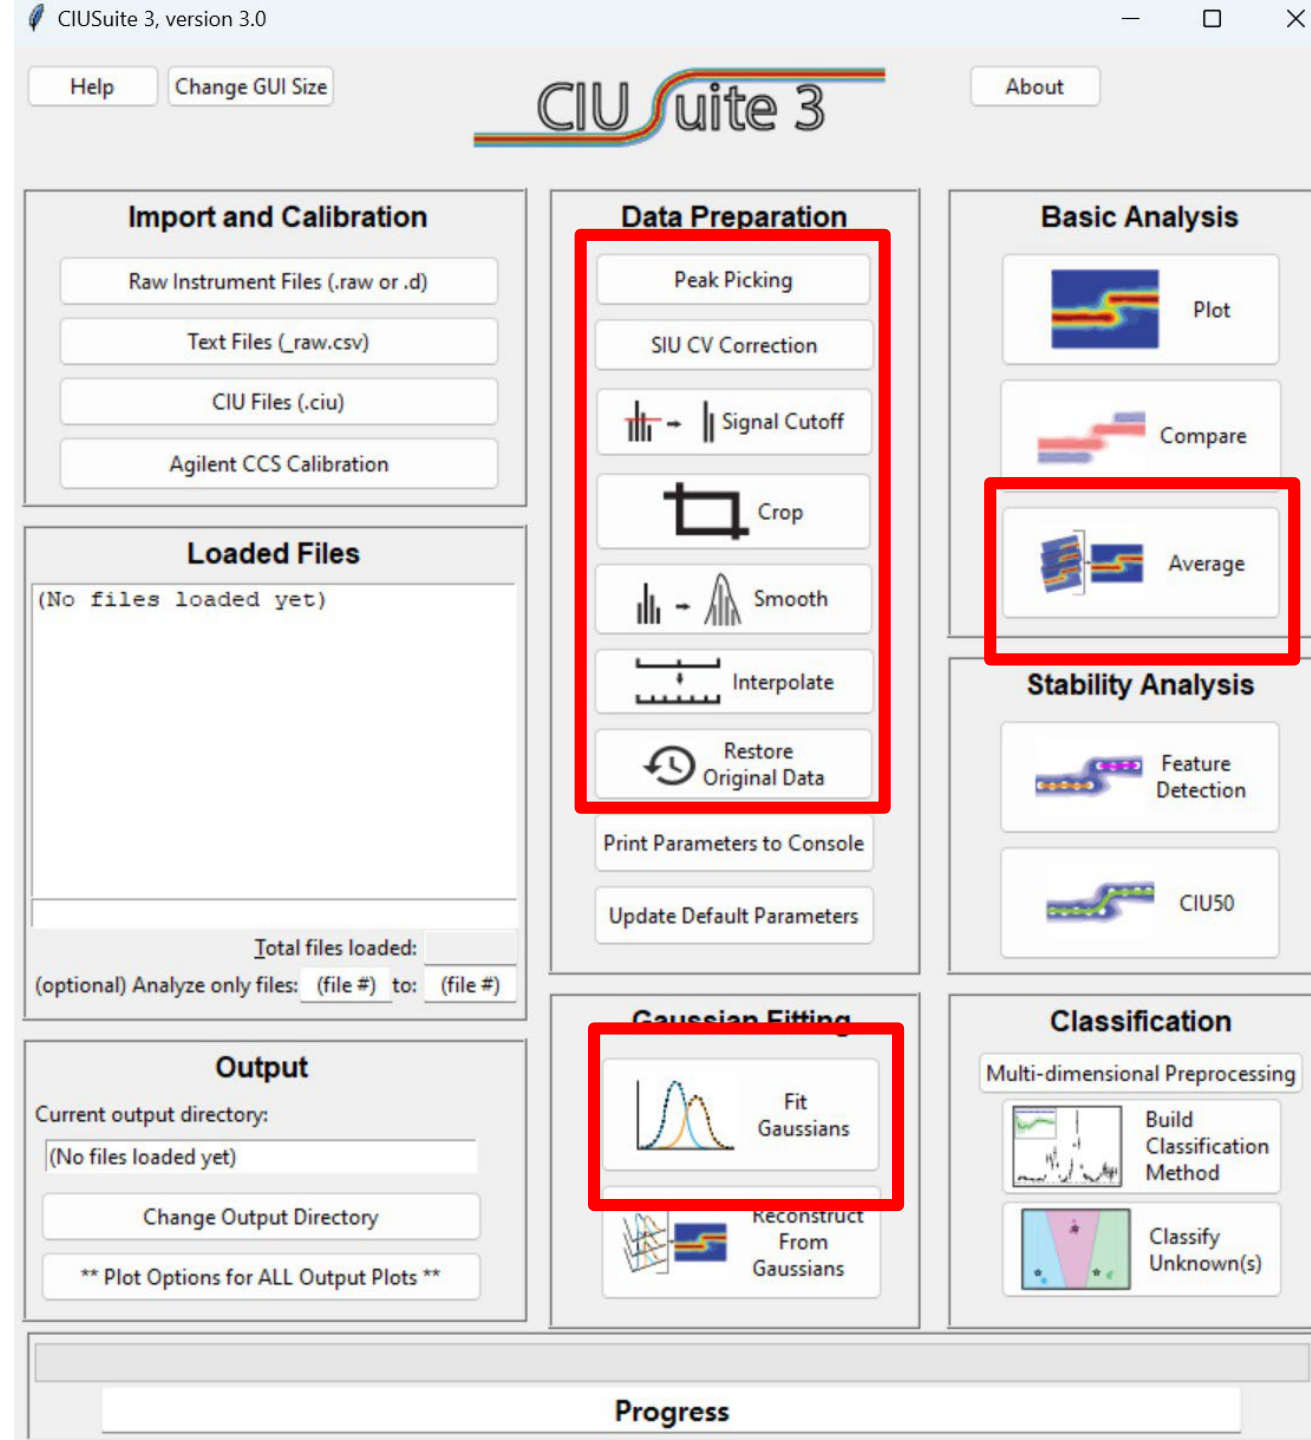 CIUSuite 3, version 3.0
Help
Change GUI Size
CIU Suite 3
About
Import and Calibration
Raw Instrument Files (.raw or .d)
Text Files (_raw.csv)
CIU Files (.ciu)
Agilent CCS Calibration
Loaded Files
(No files loaded yet)
Total files loaded:
(optional) Analyze only files: (file #) to: (file #)
Output
Current output directory:
(No files loaded yet)
Change Output Directory
** Plot Options for ALL Output Plots **
Data Preparation
Peak Picking
SIU CV Correction
Signal Cutoff
Crop
Smooth
Interpolate
Restore
Original Data
Print Parameters to Console
Update Default Parameters
Gaussian Fitting
Fit
Gaussians
Reconstruct
From
Gaussians
Basic Analysis
Plot
Compare
Average
Stability Analysis
Feature
Detection
CIU50
Classification
Multi-dimensional Preprocessing
Build
Classification
Method
Classify
Unknown(s)
Progress